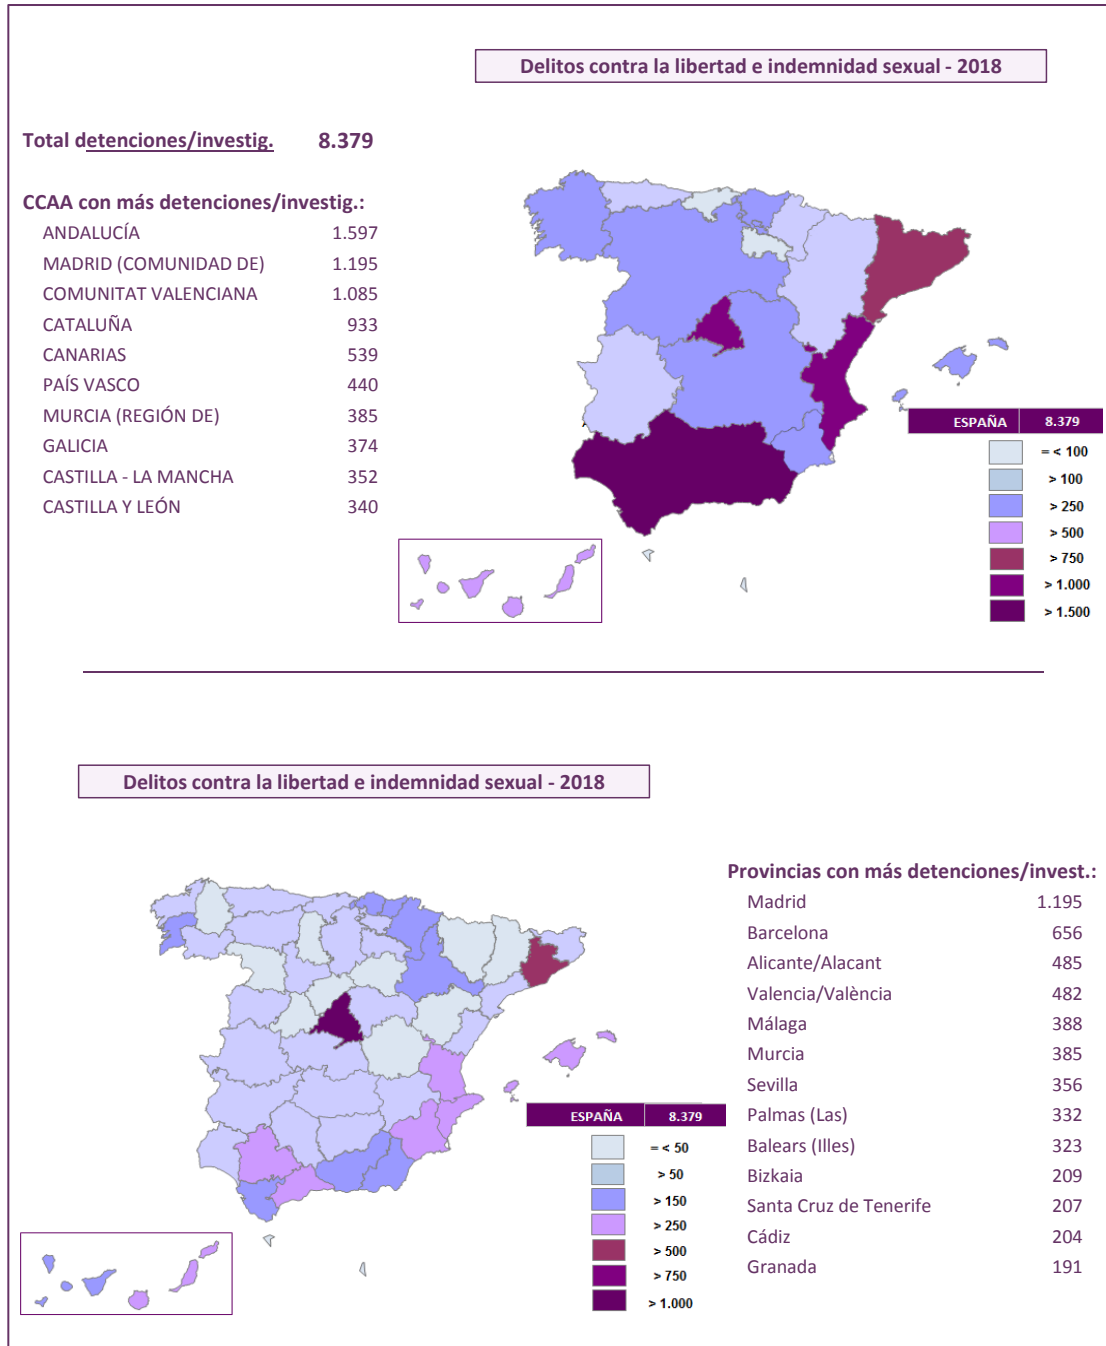 Delitos contra la libertad e indemnidad sexual - 2018
Total detenciones/investig. 8.379
CCAA con más detenciones/investig.:
ANDALUCÍA 1.597
MADRID (COMUNIDAD DE) 1.195
COMUNITAT VALENCIANA 1.085
CATALUÑA 933
CANARIAS 539
PAÍS VASCO 440
MURCIA (REGIÓN DE) 385
GALICIA 374
CASTILLA - LA MANCHA 352
CASTILLA Y LEÓN 340
ESPAÑA 8.379
= < 100
> 100
> 250
> 500
> 750
> 1.000
> 1.500
Delitos contra la libertad e indemnidad sexual - 2018
ESPAÑA 8.379
= < 50
> 50
> 150
> 250
> 500
> 750
> 1.000
Provincias con más detenciones/invest.:
Madrid 1.195
Barcelona 656
Alicante/Alacant 485
Valencia/València 482
Málaga 388
Murcia 385
Sevilla 356
Palmas (Las) 332
Balears (Illes) 323
Bizkaia 209
Santa Cruz de Tenerife 207
Cádiz 204
Granada 191